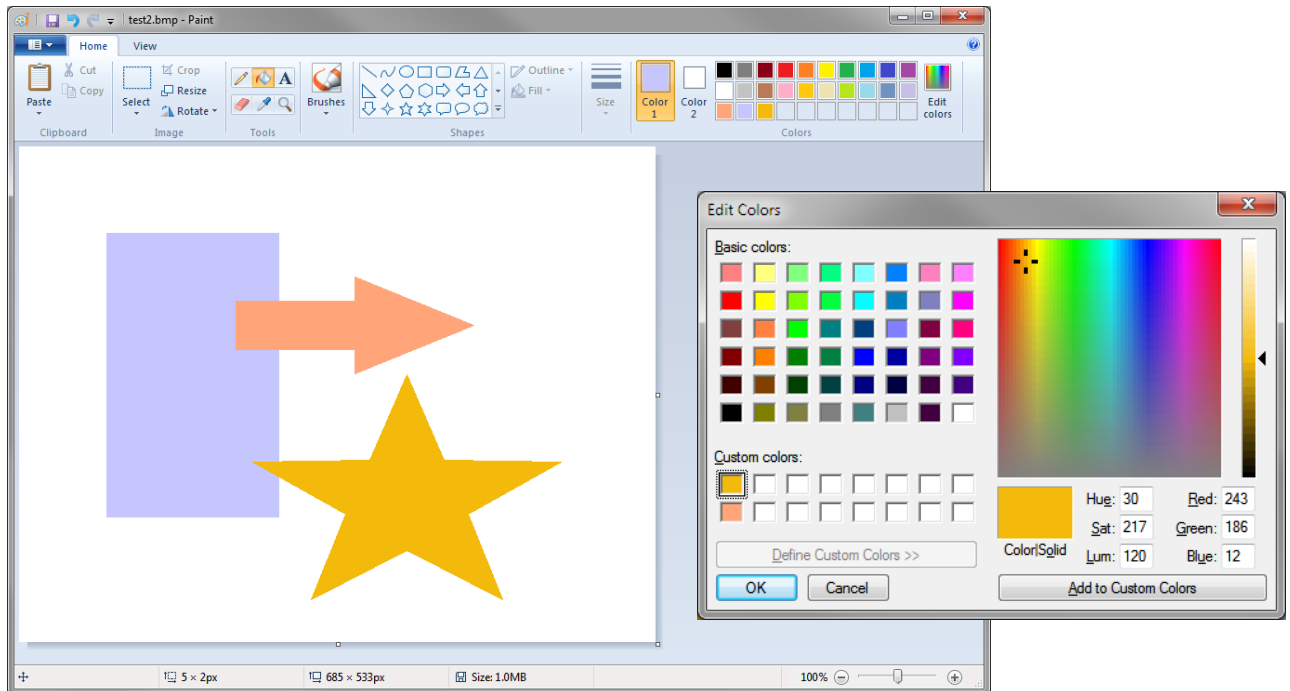 test2.bmp - Paint
Home View
Paste
Cut
Copy
Clipboard
Select
Crop
Resize
Rotate
Image
A
Tools
Brushes
Outline
Fill
Shapes
Size
Color 1
Color 2
Edit colors
Colors
Edit Colors
Basic colors:
Custom colors:
Define Custom Colors >>
OK Cancel
Color|Solid
Hue: 30 Red: 243
Sat: 217 Green: 186
Lum: 120 Blue: 12
Add to Custom Colors
5 × 2px 685 × 533px Size: 1.0MB 100%